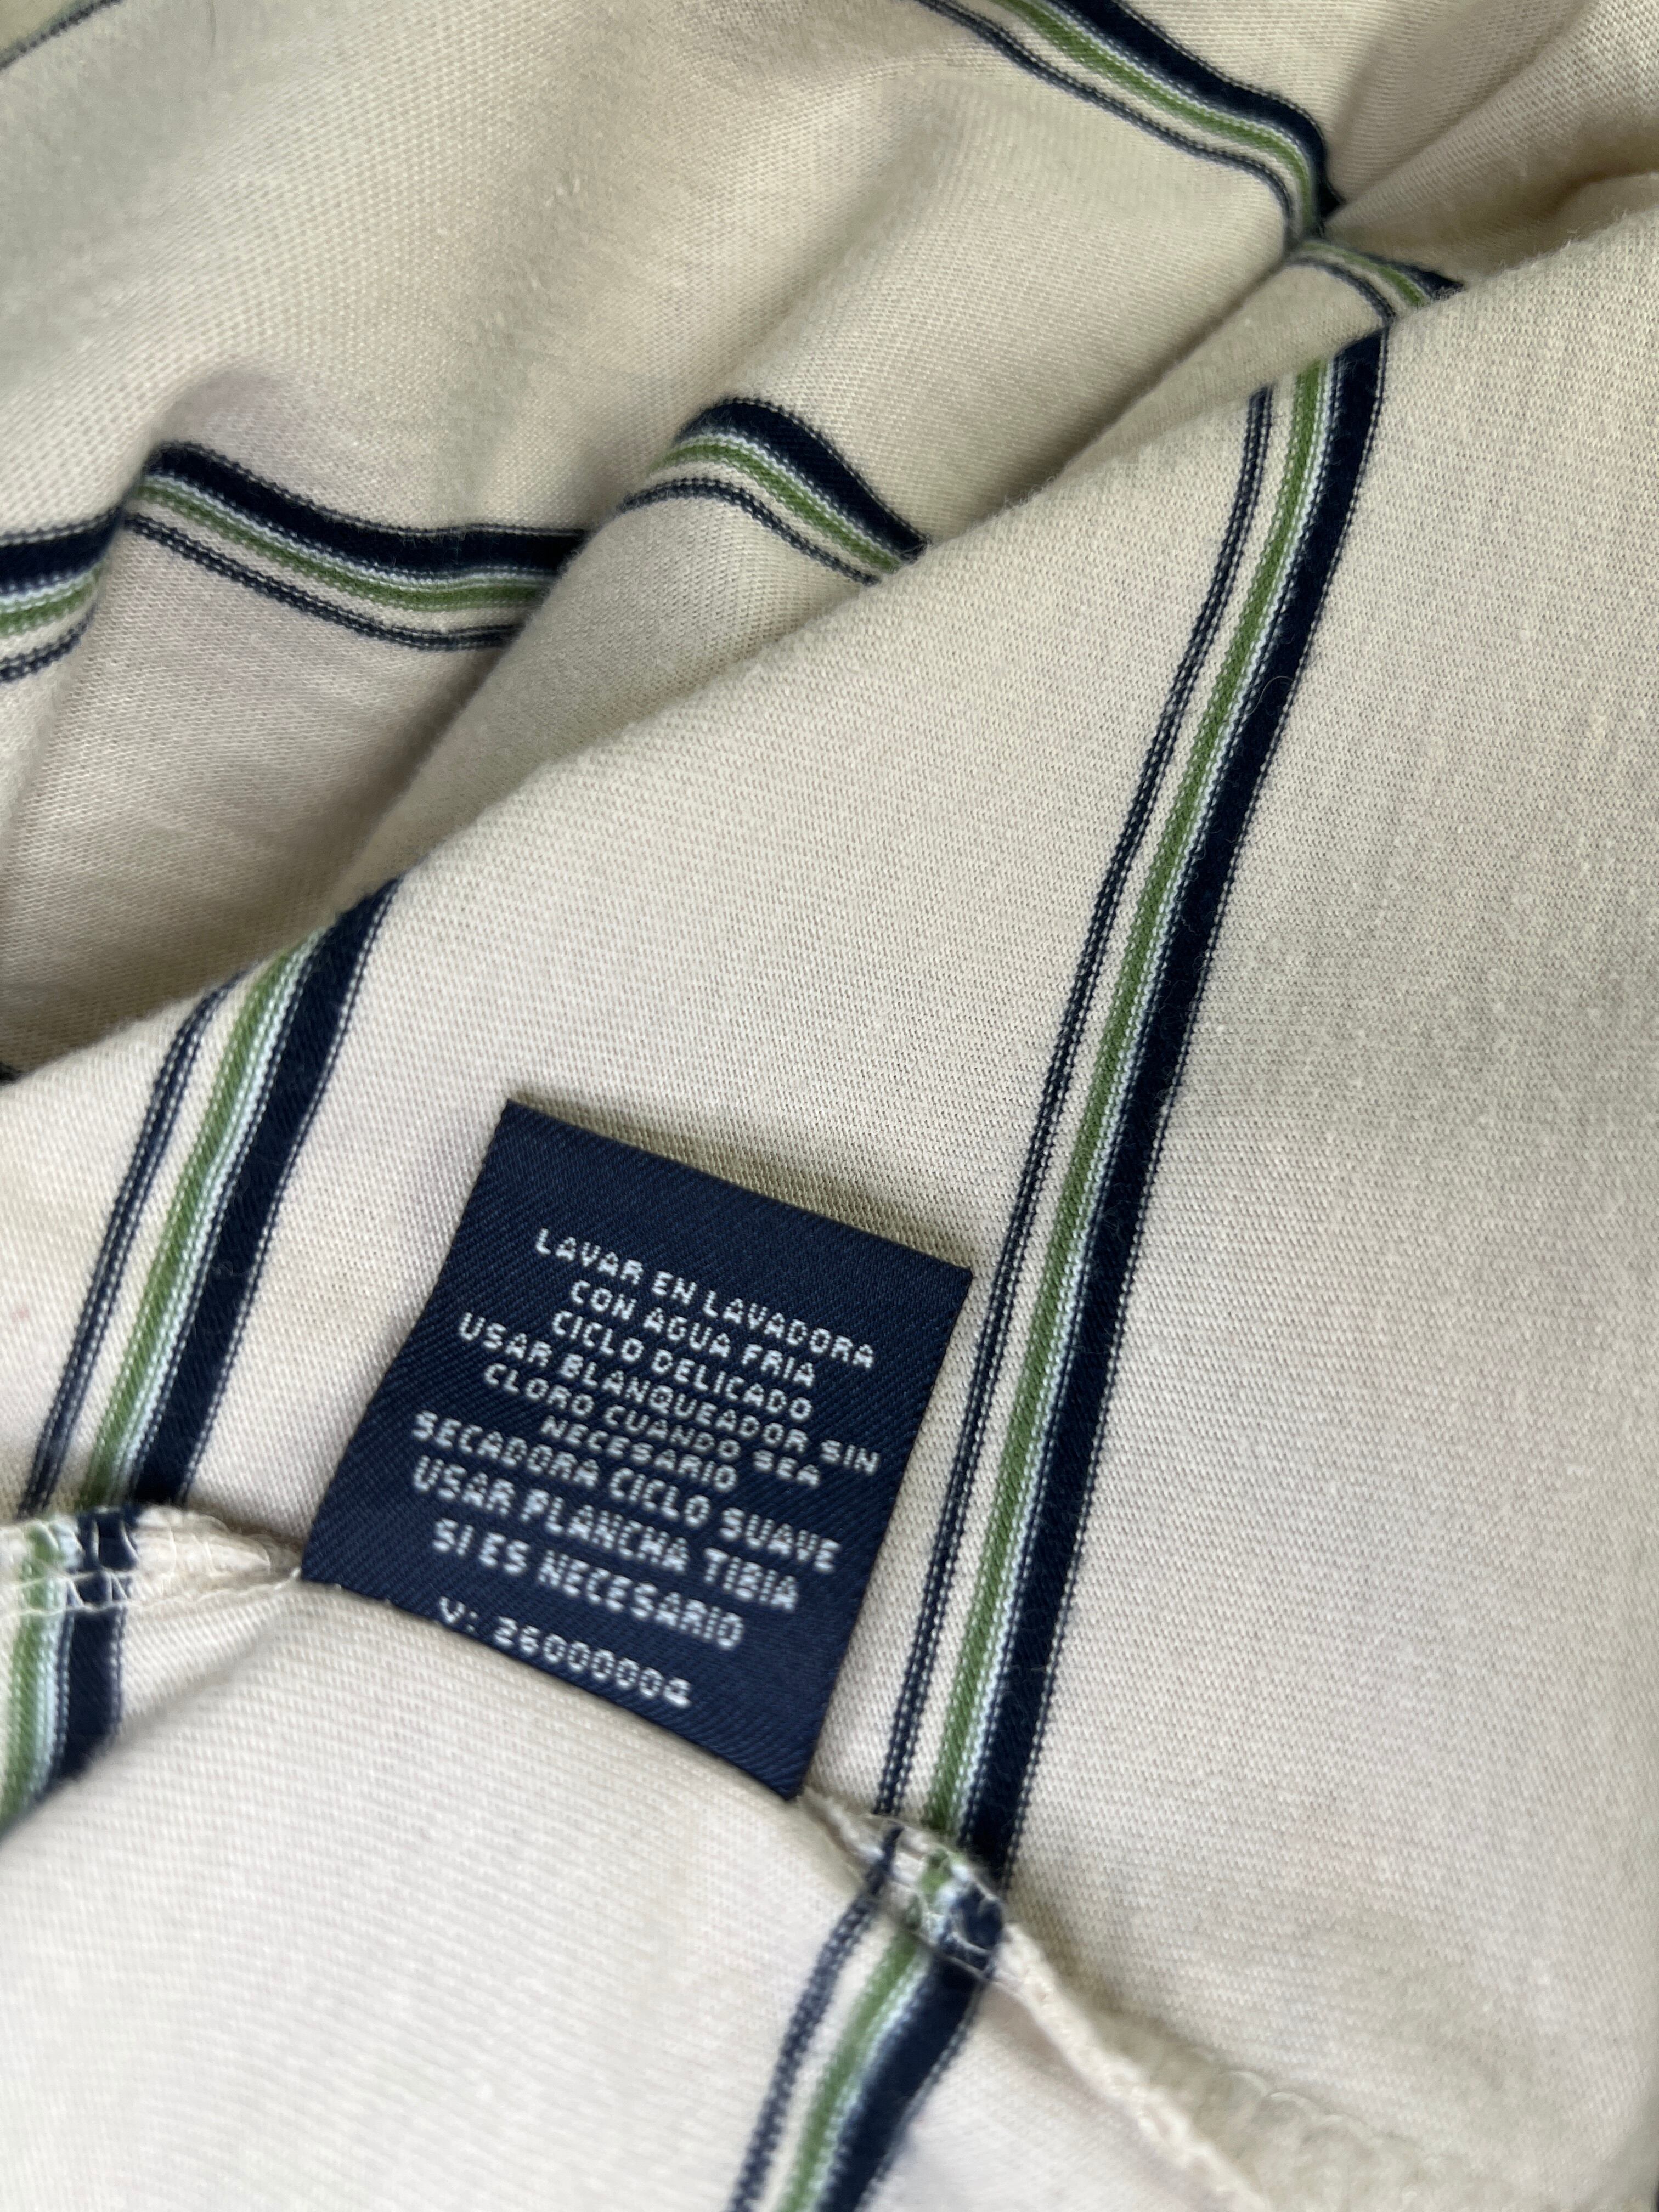 LAVAR EN LAVADORA
CON AGUA FRIA
CICLO DELICADO
USAR BLANQUEADOR SIN
CLORO CUANDO SEA
NECESARIO
SECADORA CICLO SUAVE
USAR PLANCHA TIBIA
SI ES NECESARIO
V: 26000004